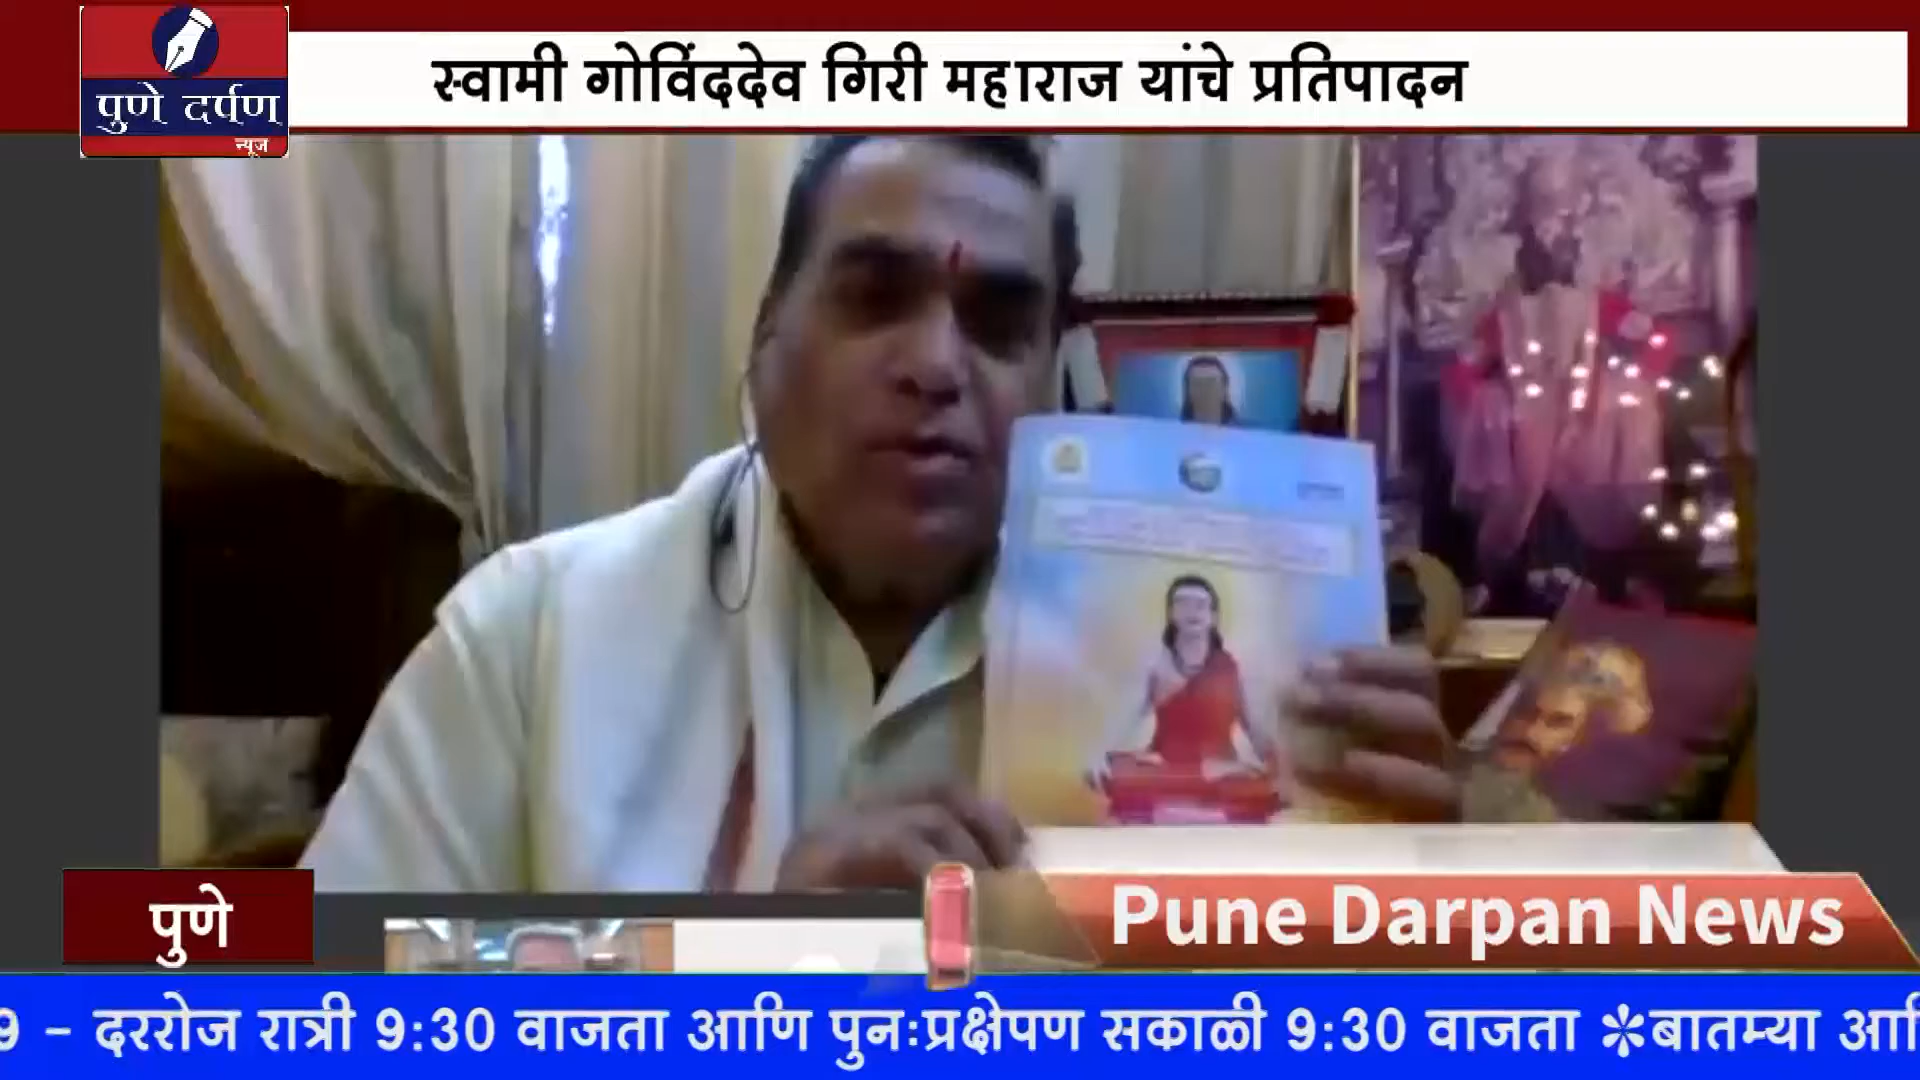 स्वामी गोविंददेव गिरी महाराज यांचे प्रतिपादन
पुणे दर्पण
न्यूज
पुणे
Pune Darpan News
9 - दररोज रात्री 9:30 वाजता आणि पुनःप्रक्षेपण सकाळी 9:30 वाजता ✻बातम्या आणि